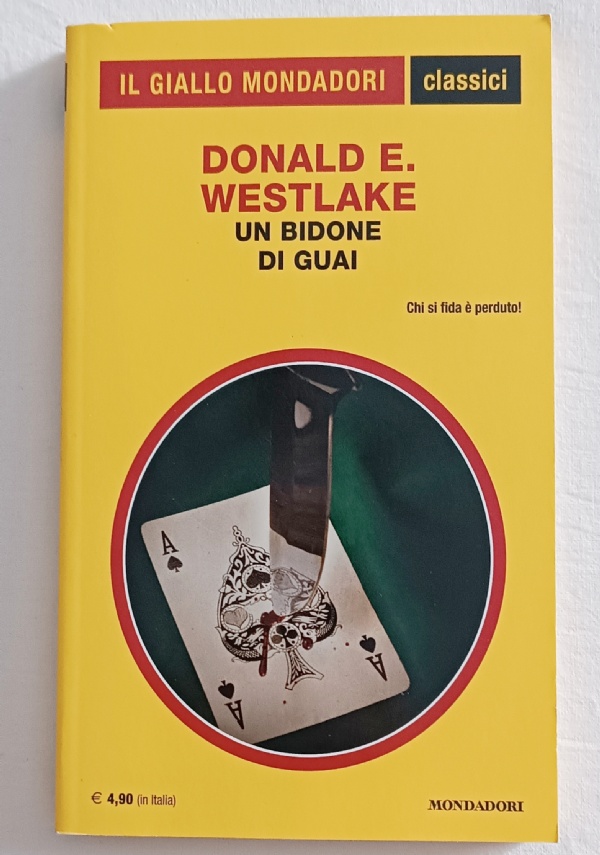 IL GIALLO MONDADORI classici
DONALD E.
WESTLAKE
UN BIDONE
DI GUAI
Chi si fida è perduto!
A
A
A
€ 4,90 (in Italia)
MONDADORI